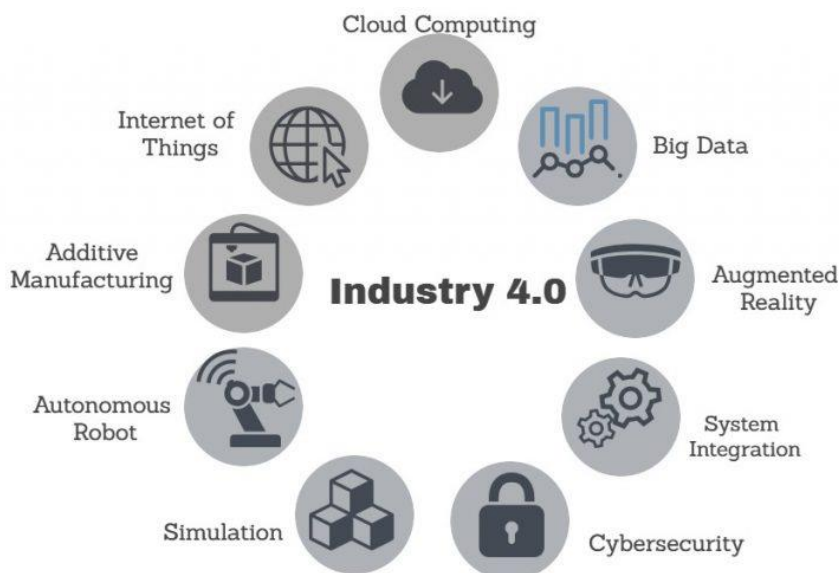 Cloud Computing
Internet of
Things
Big Data
Additive
Manufacturing
Industry 4.0
Augmented
Reality
Autonomous
Robot
System
Integration
Simulation
Cybersecurity